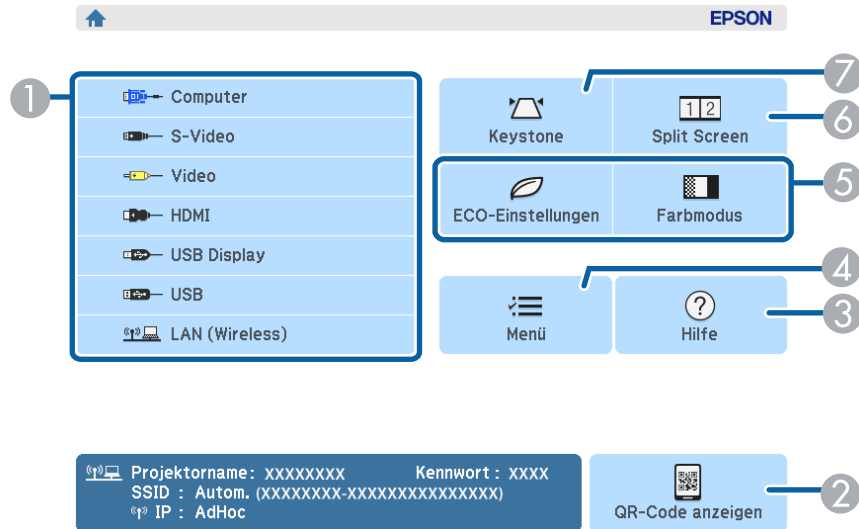 EPSON
1
Computer
S-Video
Video
HDMI
USB Display
USB
LAN (Wireless)
7
Keystone
1 2
Split Screen
6
ECO-Einstellungen
Farbmodus
5
4
Menü
?
Hilfe
3
Projektorname: XXXXXXXX Kennwort : XXXX
SSID : Autom. (XXXXXXXX-XXXXXXXXXXXXXXX)
IP : AdHoc
QR-Code anzeigen
2